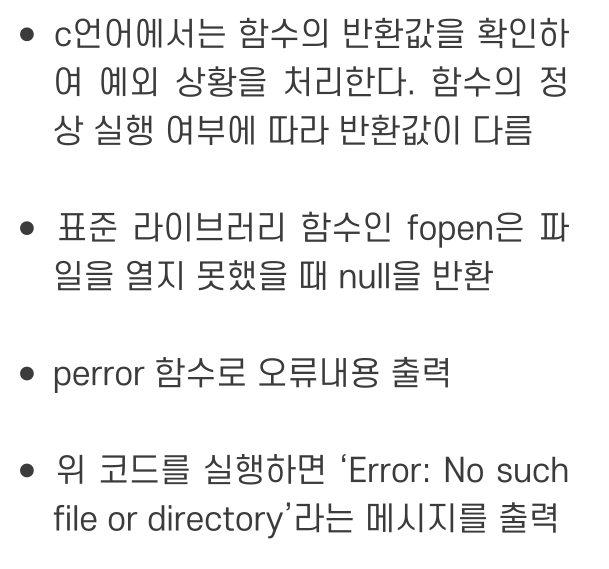 • c언어에서는 함수의 반환값을 확인하
여 예외 상황을 처리한다. 함수의 정
상 실행 여부에 따라 반환값이 다름
• 표준 라이브러리 함수인 fopen은 파
일을 열지 못했을 때 null을 반환
• perror 함수로 오류내용 출력
• 위 코드를 실행하면 ‘Error: No such
file or directory’라는 메시지를 출력